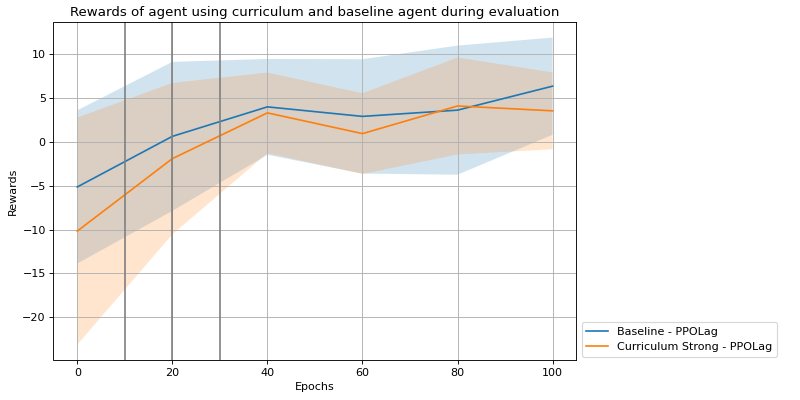 Rewards of agent using curriculum and baseline agent during evaluation
10
5
0
−5
−10
−15
−20
Rewards
0 20 40 60 80 100
Epochs
Baseline - PPOLag
Curriculum Strong - PPOLag